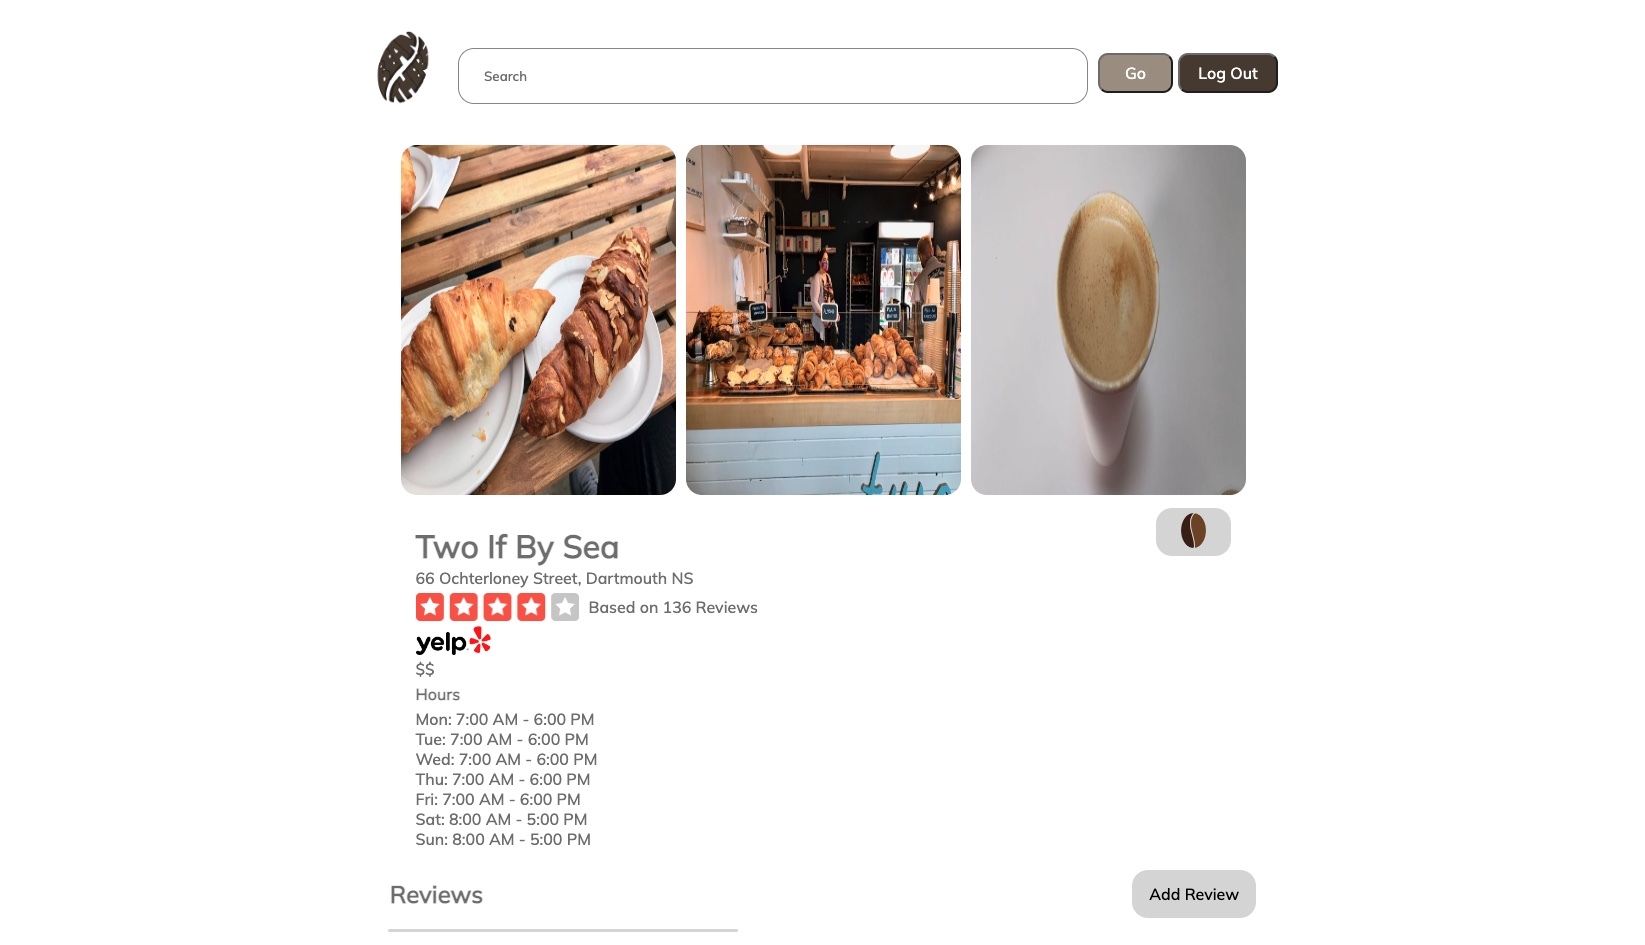 Search
Go
Log Out
Two If By Sea
66 Ochterloney Street, Dartmouth NS
Based on 136 Reviews
yelp
$$
Hours
Mon: 7:00 AM - 6:00 PM
Tue: 7:00 AM - 6:00 PM
Wed: 7:00 AM - 6:00 PM
Thu: 7:00 AM - 6:00 PM
Fri: 7:00 AM - 6:00 PM
Sat: 8:00 AM - 5:00 PM
Sun: 8:00 AM - 5:00 PM
Reviews
Add Review